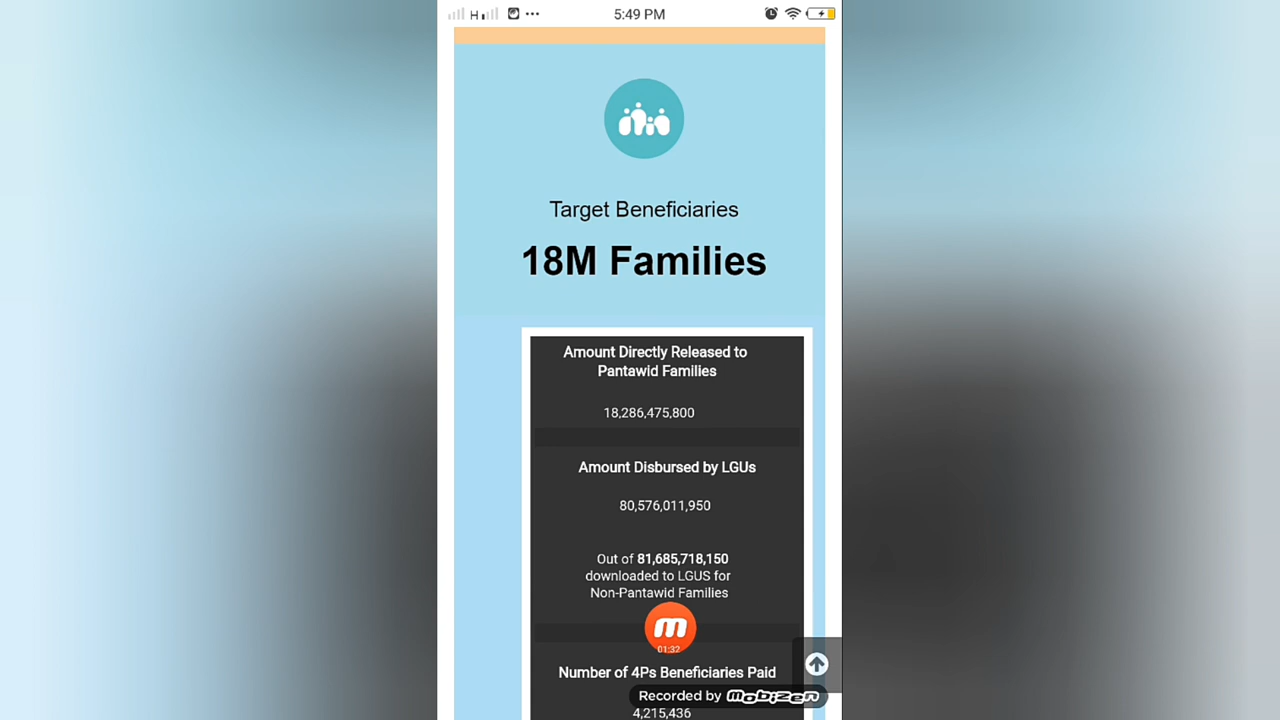 H
5:49 PM
Target Beneficiaries
18M Families
Amount Directly Released to
Pantawid Families
18,286,475,800
Amount Disbursed by LGUs
80,576,011,950
Out of 81,685,718,150
downloaded to LGUS for
Non-Pantawid Families
m
01:32
Number of 4Ps Beneficiaries Paid
Recorded by Mobizen
4,215,436